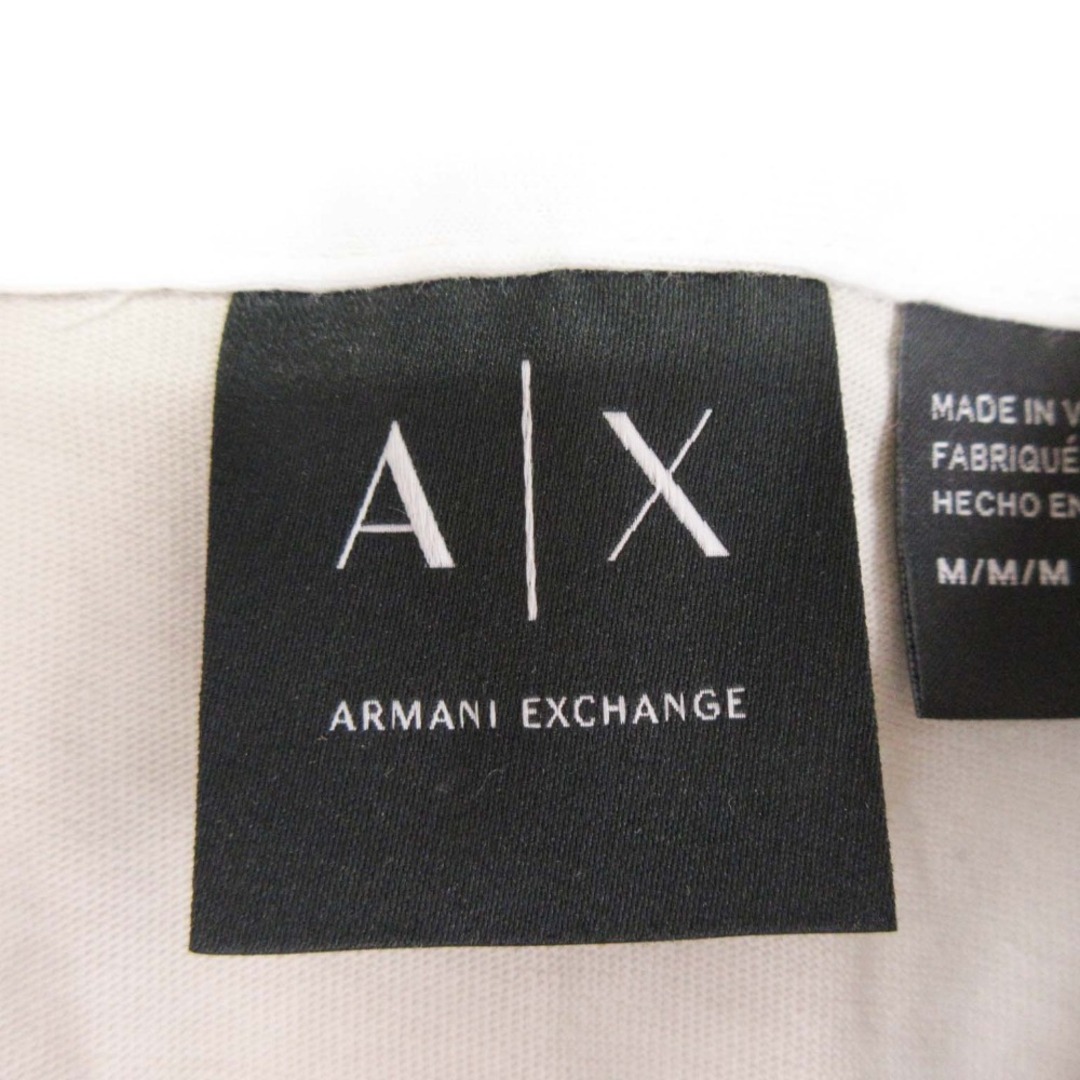 A|X
ARMANI EXCHANGE
MADE IN V
FABRIQUÉ
HECHO EN
M/M/M